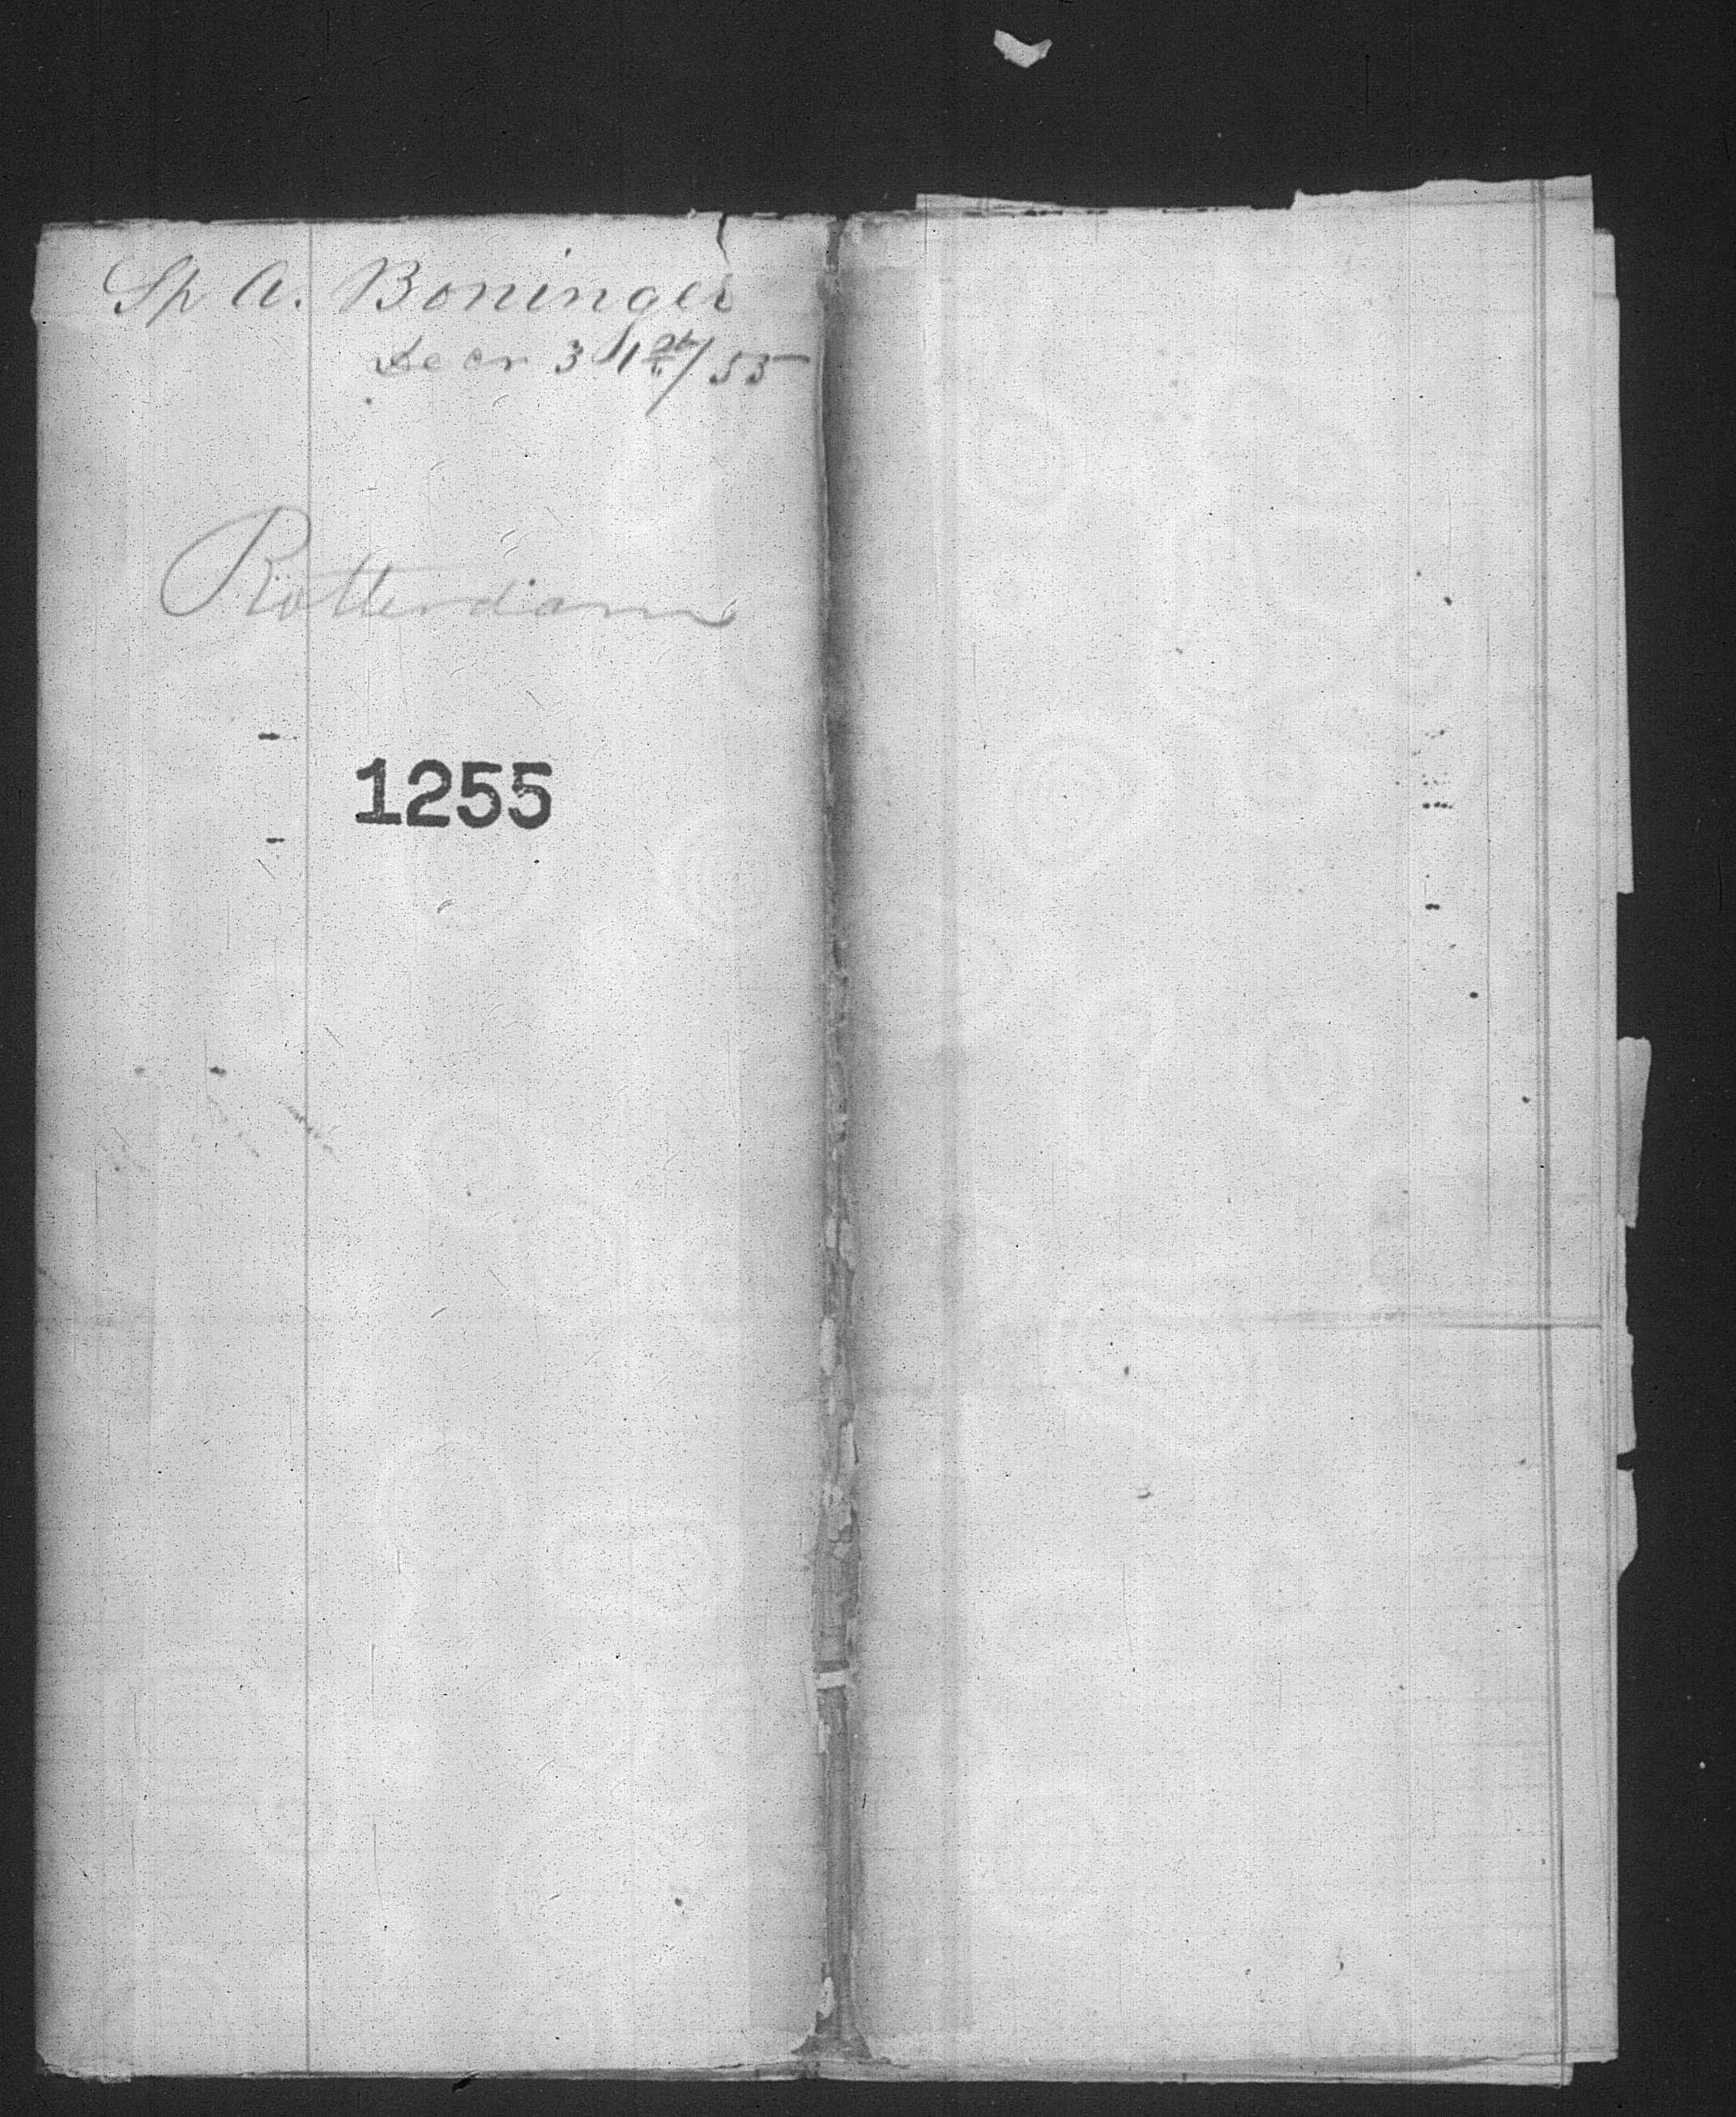 Sp A. Boninger
Decr 31st/55
Rotterdam
1255